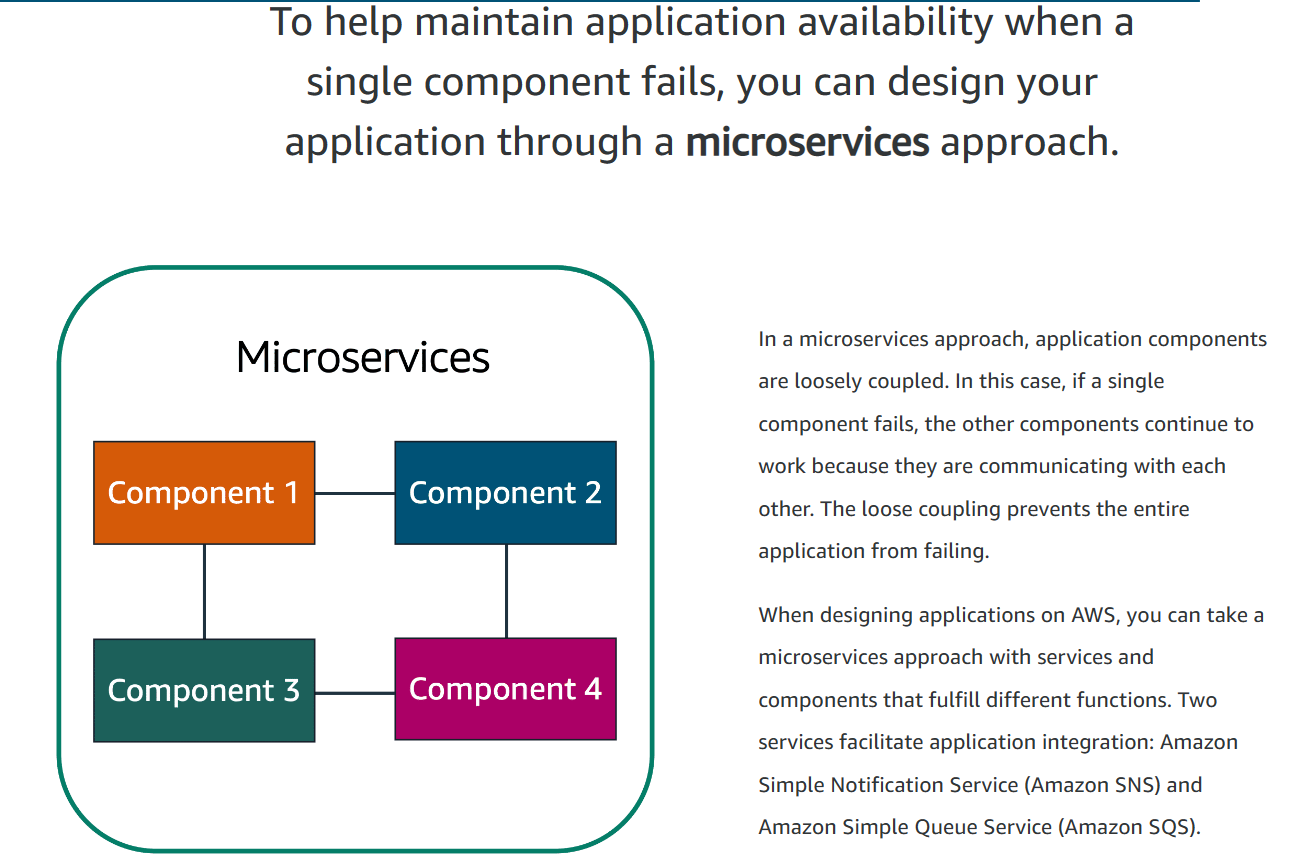 To help maintain application availability when a
single component fails, you can design your
application through a microservices approach.
Microservices
Component 1
Component 2
Component 3
Component 4
In a microservices approach, application components
are loosely coupled. In this case, if a single
component fails, the other components continue to
work because they are communicating with each
other. The loose coupling prevents the entire
application from failing.
When designing applications on AWS, you can take a
microservices approach with services and
components that fulfill different functions. Two
services facilitate application integration: Amazon
Simple Notification Service (Amazon SNS) and
Amazon Simple Queue Service (Amazon SQS).